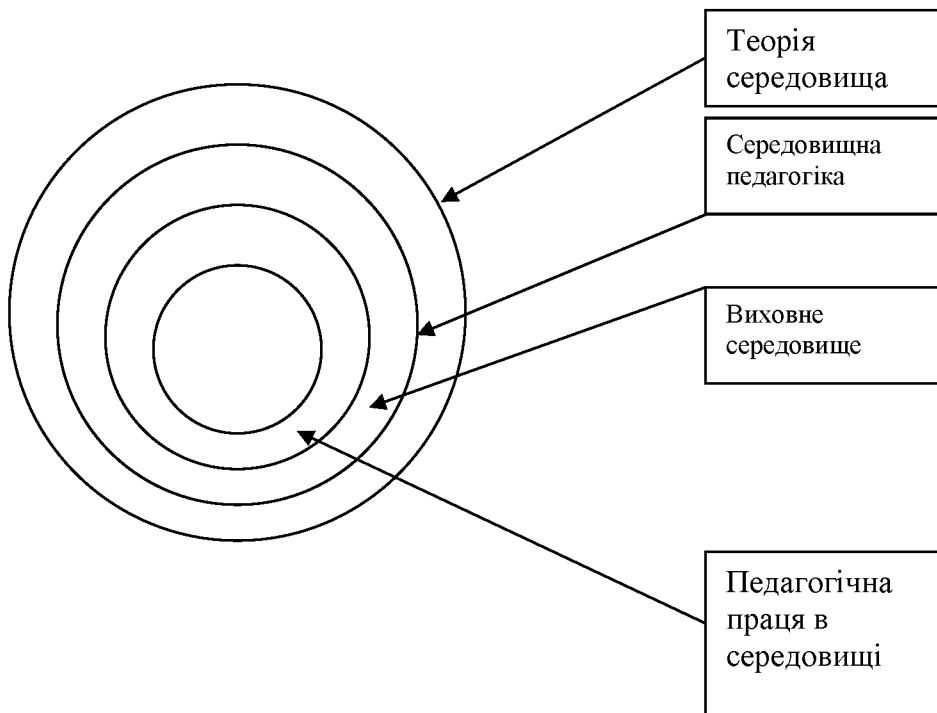 Теорія
середовища
Середовищна
педагогіка
Виховне
середовище
Педагогічна
праця в
середовищі